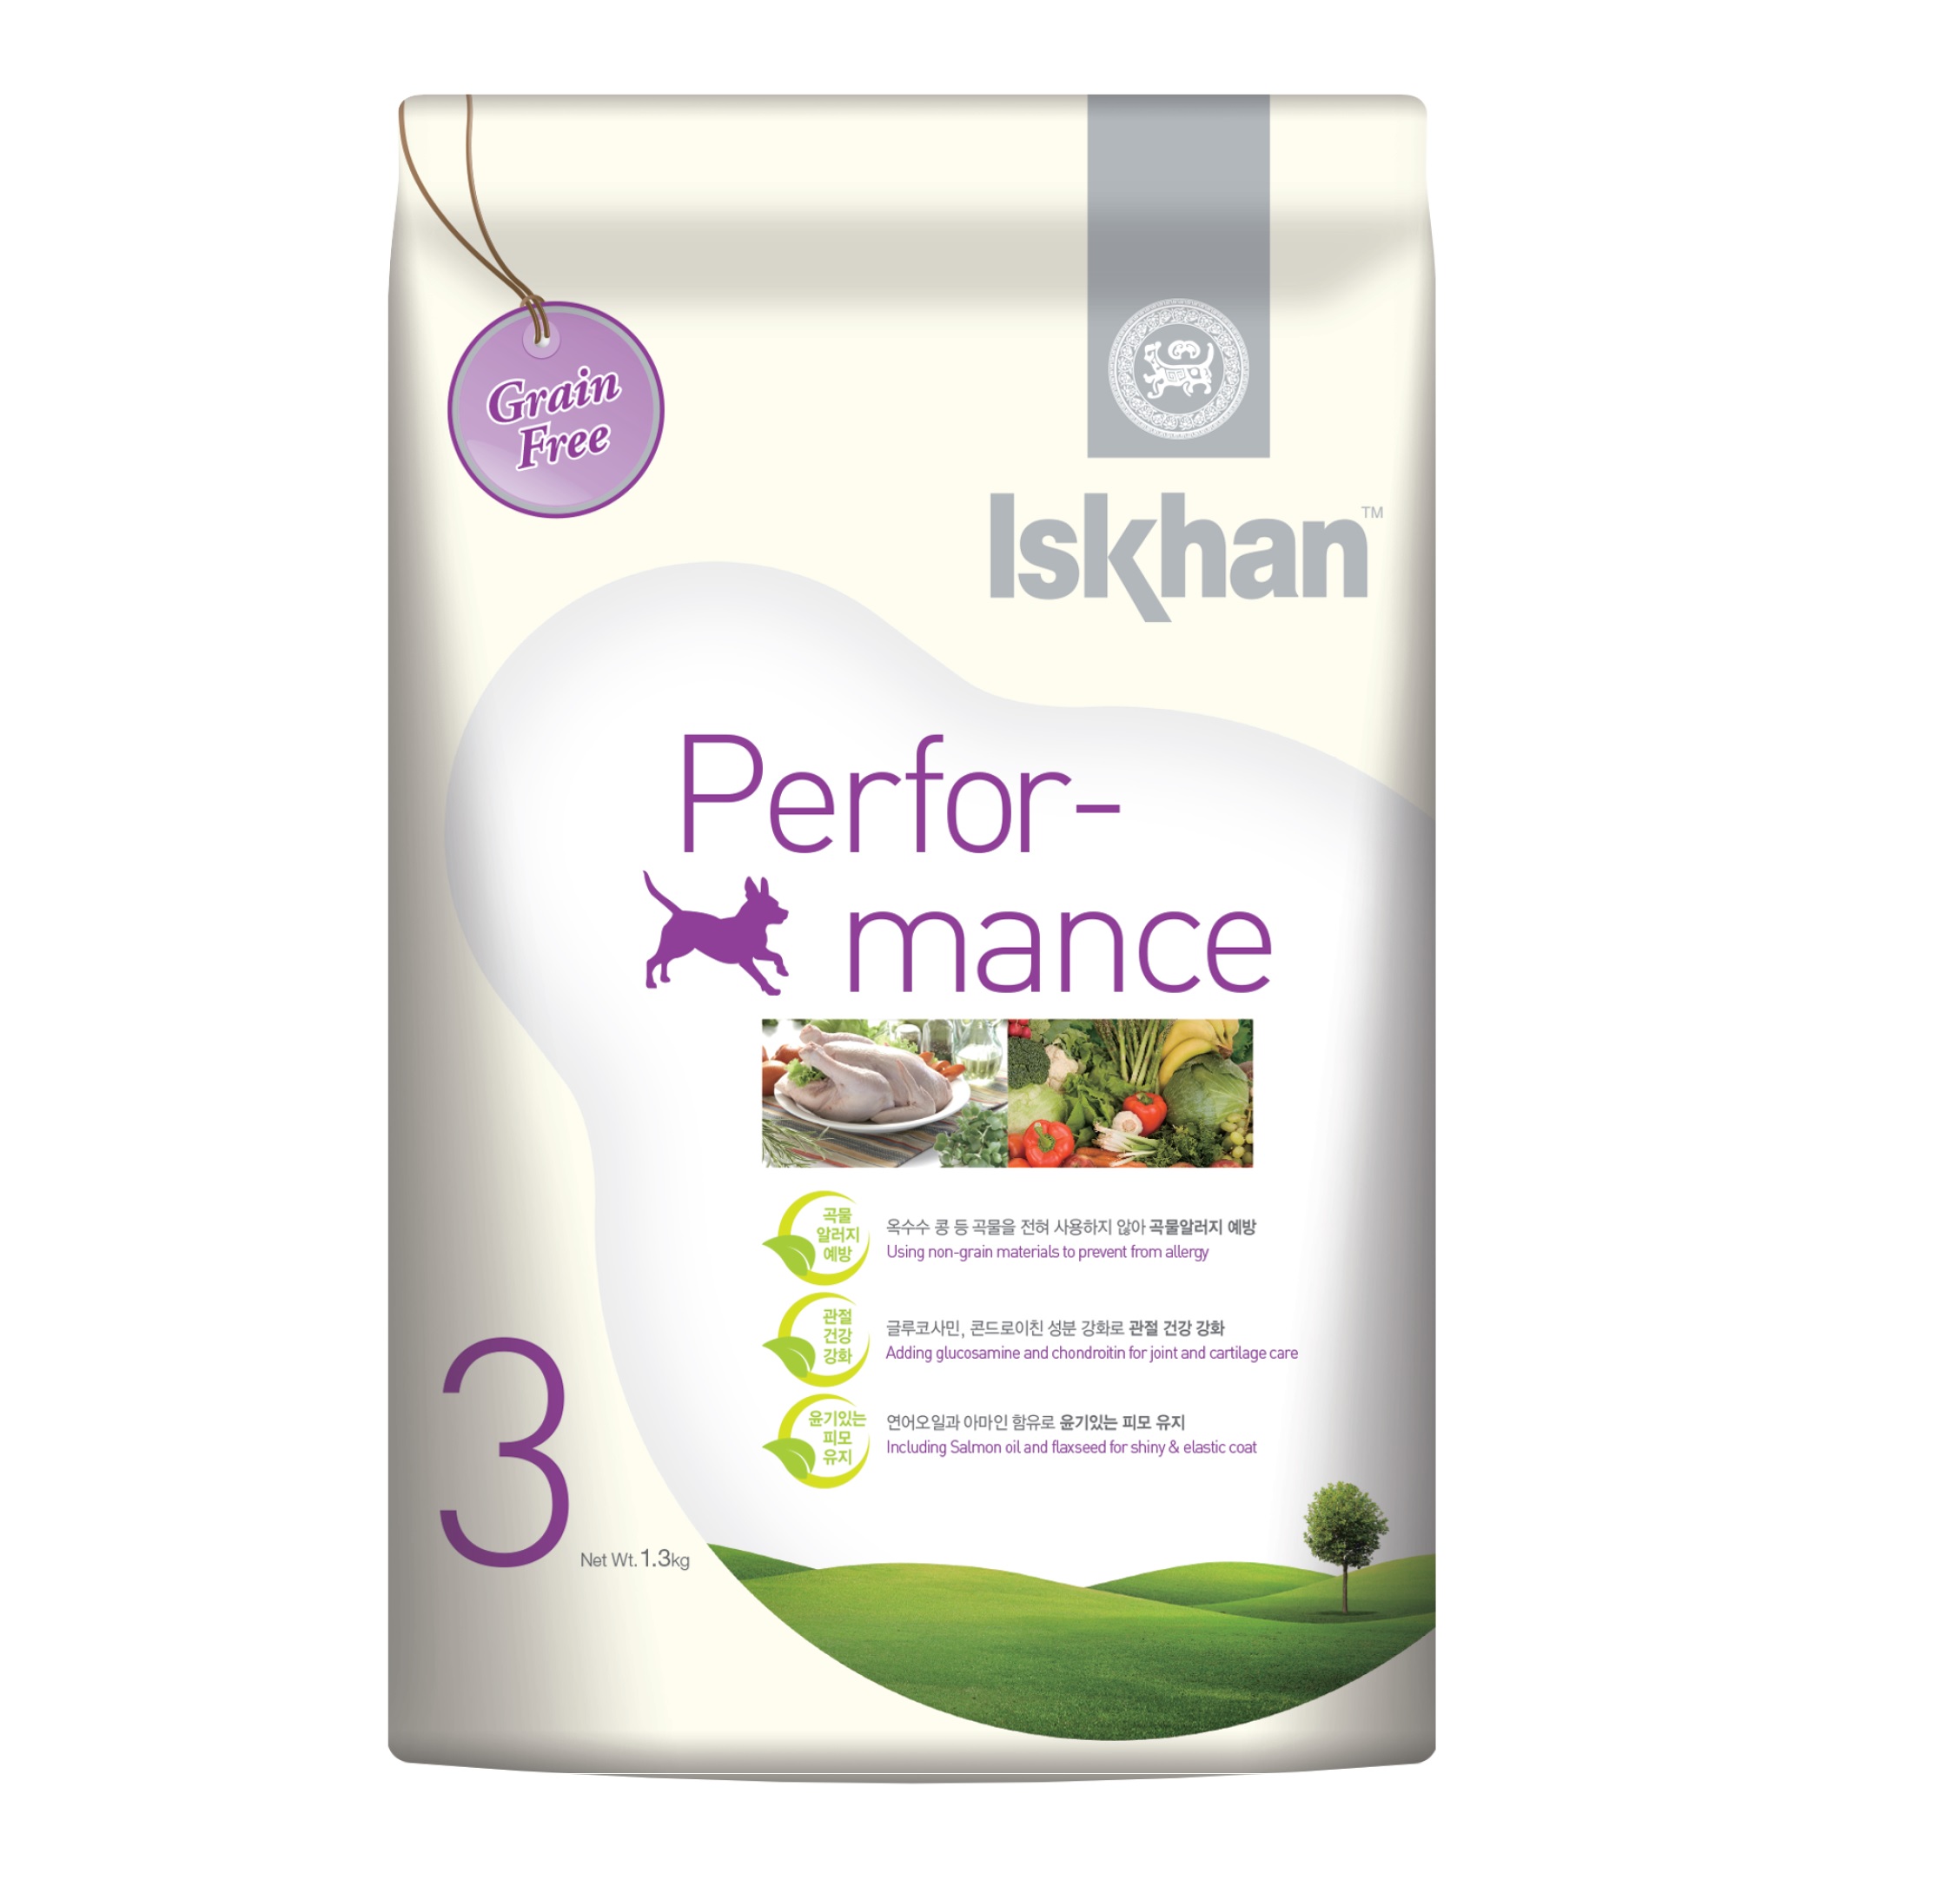 Grain
Free
Iskhan™
Perfor-
mance
곡물
알러지
예방
옥수수 콩 등 곡물을 전혀 사용하지 않아 곡물알러지 예방
Using non-grain materials to prevent from allergy
관절
건강
강화
글루코사민, 콘드로이친 성분 강화로 관절 건강 강화
Adding glucosamine and chondroitin for joint and cartilage care
윤기있는
피모
유지
연어오일과 아마인 함유로 윤기있는 피모 유지
Including Salmon oil and flaxseed for shiny & elastic coat
3
Net Wt. 1.3kg